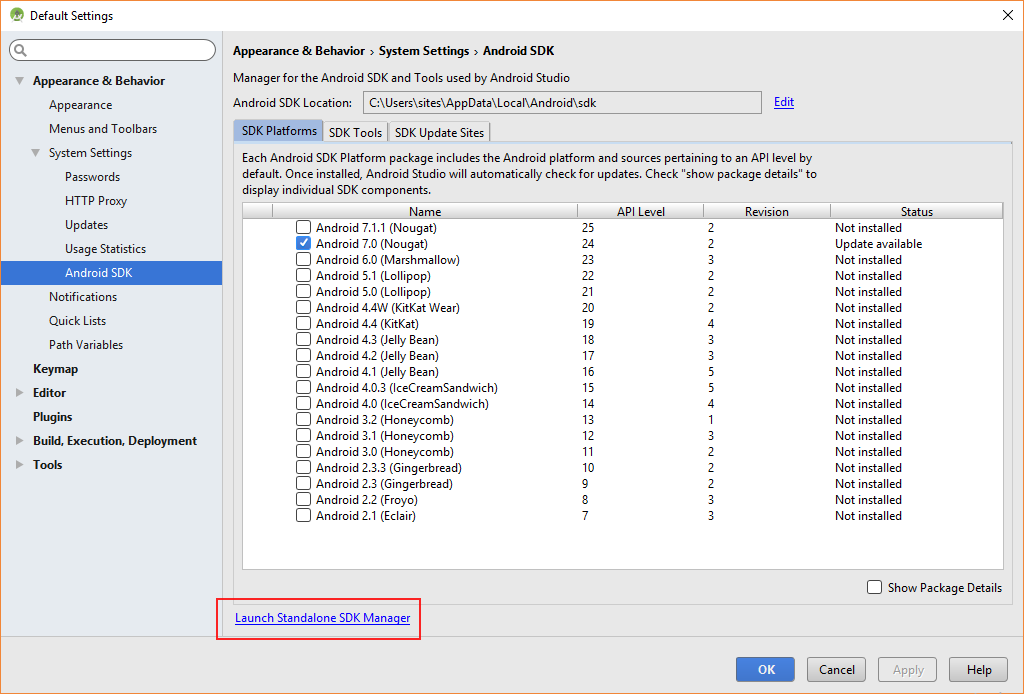 Default Settings
Appearance & Behavior
Appearance
Menus and Toolbars
System Settings
Passwords
HTTP Proxy
Updates
Usage Statistics
Android SDK
Notifications
Quick Lists
Path Variables
Keymap
Editor
Plugins
Build, Execution, Deployment
Tools
Appearance & Behavior › System Settings › Android SDK
Manager for the Android SDK and Tools used by Android Studio
Android SDK Location: C:\Users\sites\AppData\Local\Android\sdk Edit
SDK Platforms SDK Tools SDK Update Sites
Each Android SDK Platform package includes the Android platform and sources pertaining to an API level by
default. Once installed, Android Studio will automatically check for updates. Check "show package details" to
display individual SDK components.
Name API Level Revision Status
Android 7.1.1 (Nougat) 25 2 Not installed
Android 7.0 (Nougat) 24 2 Update available
Android 6.0 (Marshmallow) 23 3 Not installed
Android 5.1 (Lollipop) 22 2 Not installed
Android 5.0 (Lollipop) 21 2 Not installed
Android 4.4W (KitKat Wear) 20 2 Not installed
Android 4.4 (KitKat) 19 4 Not installed
Android 4.3 (Jelly Bean) 18 3 Not installed
Android 4.2 (Jelly Bean) 17 3 Not installed
Android 4.1 (Jelly Bean) 16 5 Not installed
Android 4.0.3 (IceCreamSandwich) 15 5 Not installed
Android 4.0 (IceCreamSandwich) 14 4 Not installed
Android 3.2 (Honeycomb) 13 1 Not installed
Android 3.1 (Honeycomb) 12 3 Not installed
Android 3.0 (Honeycomb) 11 2 Not installed
Android 2.3.3 (Gingerbread) 10 2 Not installed
Android 2.3 (Gingerbread) 9 2 Not installed
Android 2.2 (Froyo) 8 3 Not installed
Android 2.1 (Eclair) 7 3 Not installed
Show Package Details
Launch Standalone SDK Manager
OK Cancel Apply Help